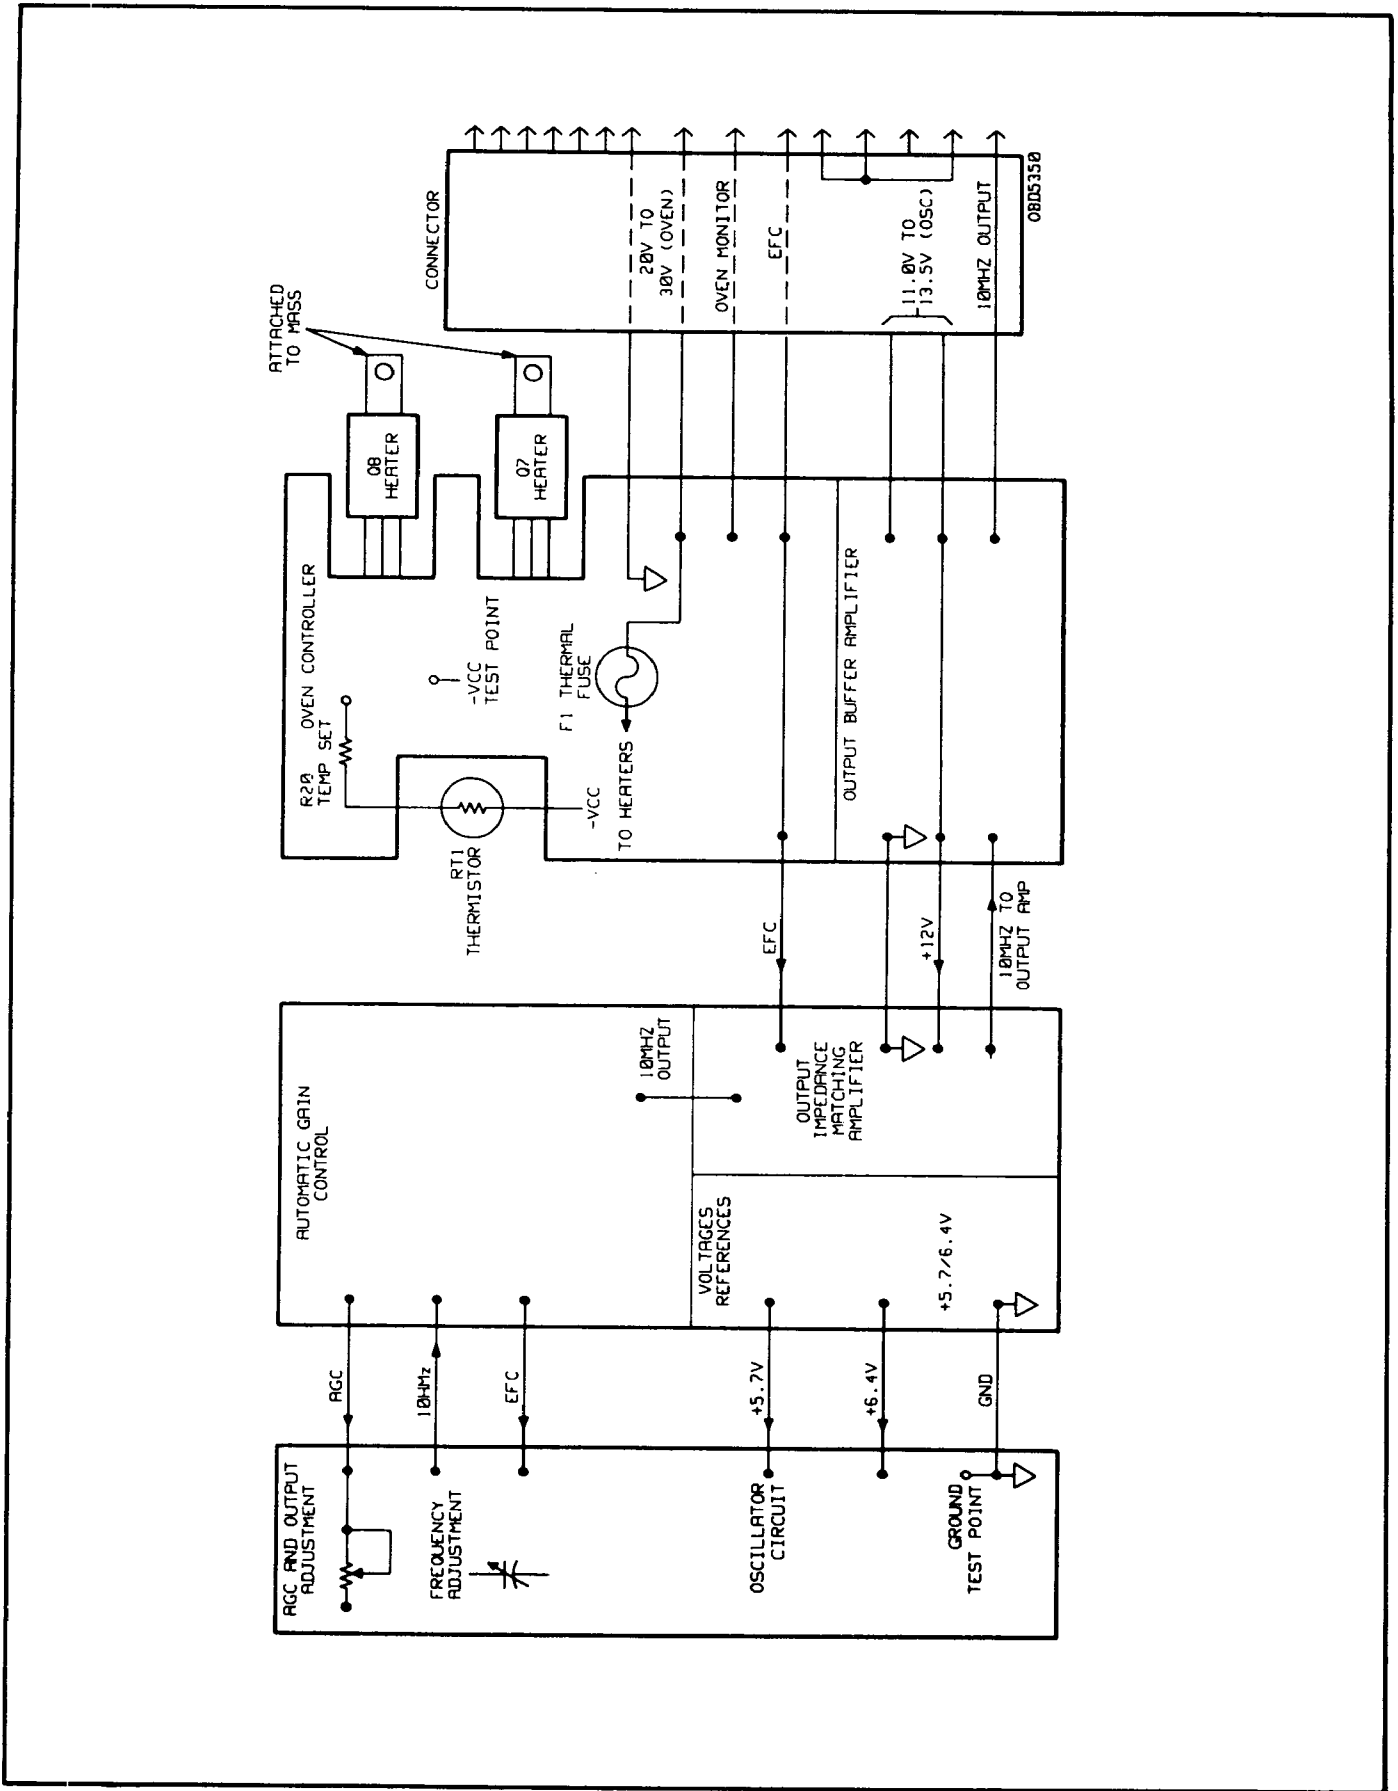 AGC AND OUTPUT
ADJUSTMENT
FREQUENCY
ADJUSTMENT
OSCILLATOR
CIRCUIT
GROUND
TEST POINT
AGC
10HMz
EFC
+5.7V
+6.4V
GND
AUTOMATIC GAIN
CONTROL
VOLTAGES
REFERENCES
+5.7/6.4V
10MHZ
OUTPUT
OUTPUT
IMPEDANCE
MATCHING
AMPLIFIER
EFC
+12V
10MHZ TO
OUTPUT AMP
RT1
THERMISTOR
R20
TEMP SET
OVEN CONTROLLER
-VCC
TEST POINT
-VCC
F1 THERMAL
FUSE
TO HEATERS
OUTPUT BUFFER AMPLIFIER
Q8
HEATER
Q7
HEATER
ATTACHED
TO MASS
CONNECTOR
20V TO
30V (OVEN)
OVEN MONITOR
EFC
11.0V TO
13.5V (OSC)
10MHZ OUTPUT
OBD5350